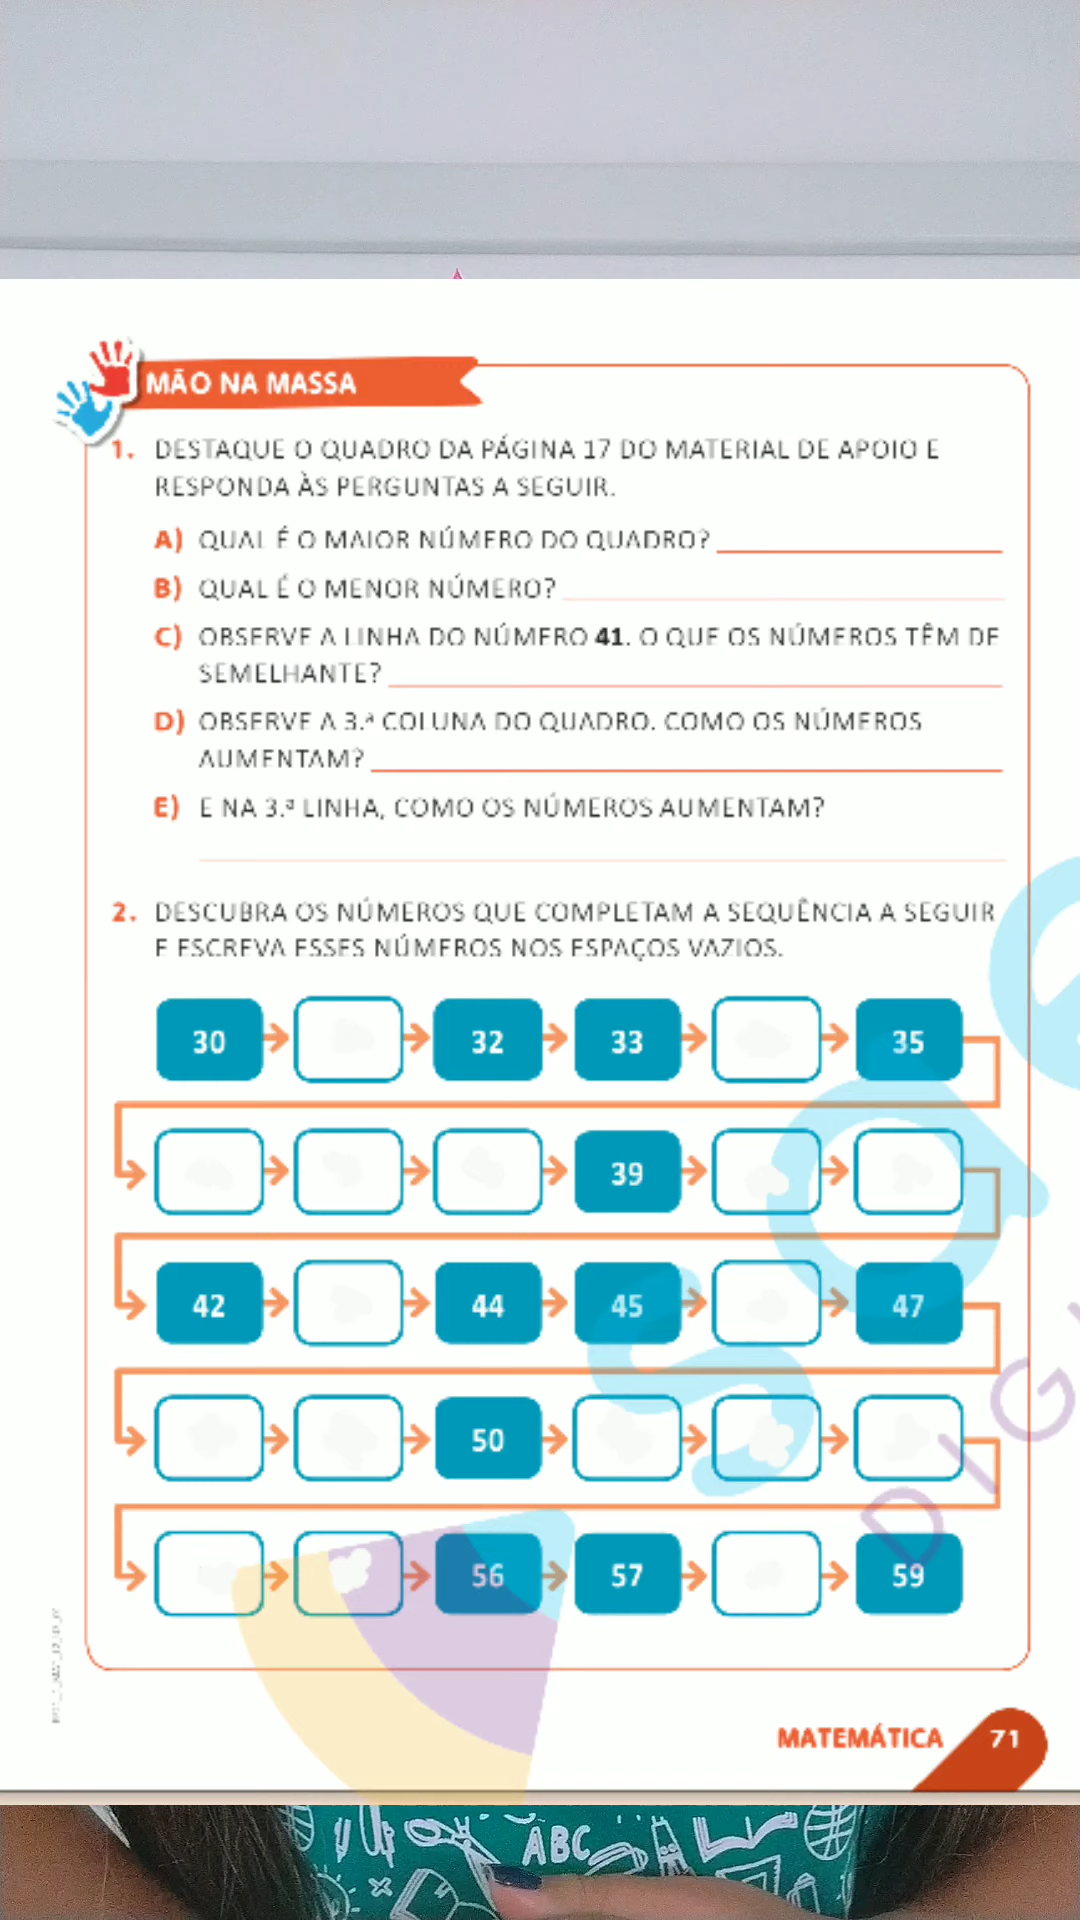 MÃO NA MASSA
1. DESTAQUE O QUADRO DA PÁGINA 17 DO MATERIAL DE APOIO E
RESPONDA ÀS PERGUNTAS A SEGUIR.
A) QUAL É O MAIOR NÚMERO DO QUADRO?
B) QUAL É O MENOR NÚMERO?
C) OBSERVE A LINHA DO NÚMERO 41. O QUE OS NÚMEROS TÊM DE
SEMELHANTE?
D) OBSERVE A 3.ª COLUNA DO QUADRO. COMO OS NÚMEROS
AUMENTAM?
E) E NA 3.ª LINHA, COMO OS NÚMEROS AUMENTAM?
2. DESCUBRA OS NÚMEROS QUE COMPLETAM A SEQUÊNCIA A SEGUIR
E ESCREVA ESSES NÚMEROS NOS ESPAÇOS VAZIOS.
30 32 33 35
39
42 44 45 47
50
56 57 59
MATEMÁTICA 71
ABC